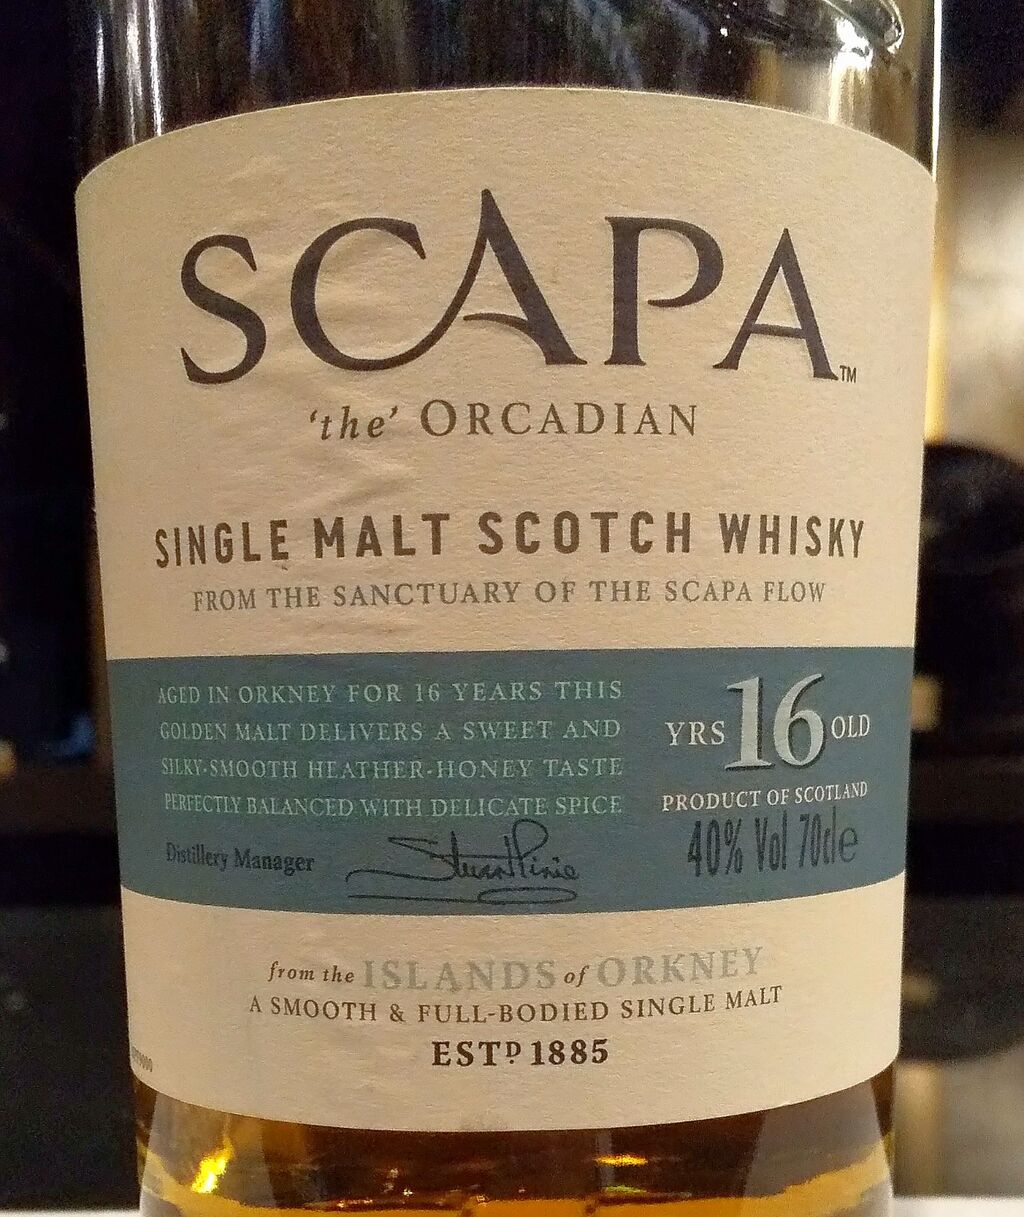 SCAPA™
‘the’ ORCADIAN
SINGLE MALT SCOTCH WHISKY
FROM THE SANCTUARY OF THE SCAPA FLOW
AGED IN ORKNEY FOR 16 YEARS THIS
GOLDEN MALT DELIVERS A SWEET AND
SILKY-SMOOTH HEATHER-HONEY TASTE
PERFECTLY BALANCED WITH DELICATE SPICE
Distillery Manager
YRS 16 OLD
PRODUCT OF SCOTLAND
40% Vol 70cle
from the ISLANDS of ORKNEY
A SMOOTH & FULL-BODIED SINGLE MALT
ESTD 1885